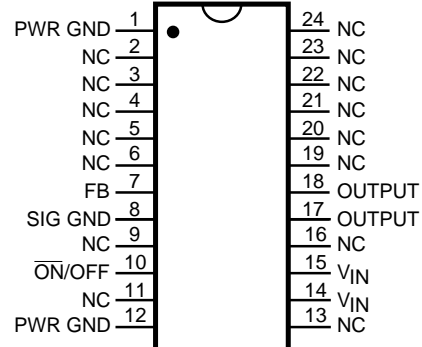 PWR GND 1 24 NC
NC 2 23 NC
NC 3 22 NC
NC 4 21 NC
NC 5 20 NC
NC 6 19 NC
FB 7 18 OUTPUT
SIG GND 8 17 OUTPUT
NC 9 16 NC
O̅N̅/OFF 10 15 VIN
NC 11 14 VIN
PWR GND 12 13 NC